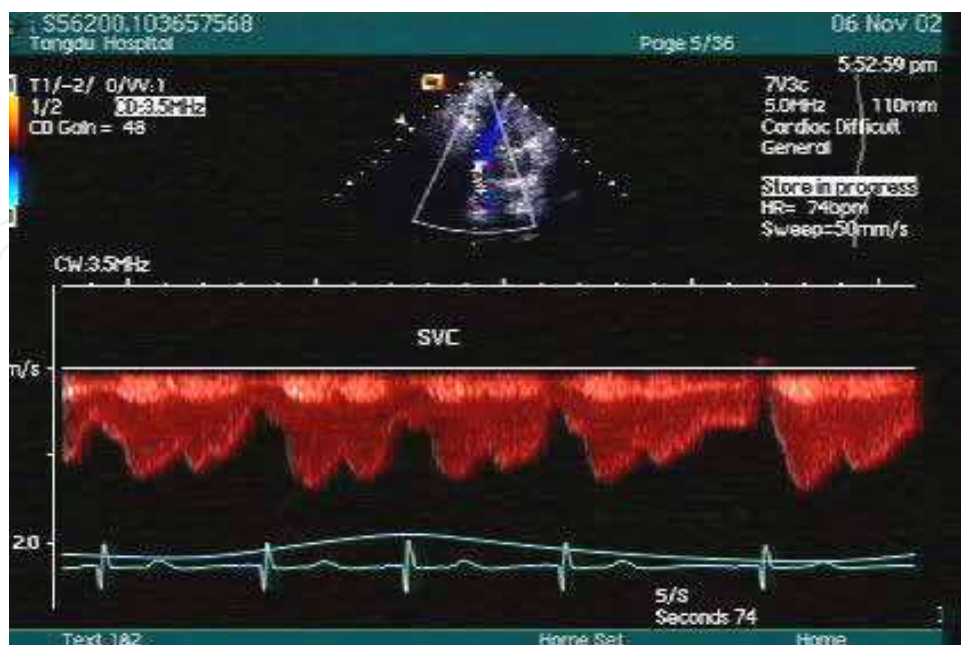 S56200.103657568
06 Nov 02
Tangdu Hospital
Page 5/36
5:52:59 pm
T1/-2/ 0/W:1
1/2 CD:3.5MHz
CD Gain = 48
7V3c
5.0MHz 110mm
Cardiac Difficult
General
Store in progress
HR= 74bpm
Sweep=50mm/s
CW:3.5MHz
SVC
m/s
2.0
5/S
Seconds 74
Text 1&2
Home Set
Home